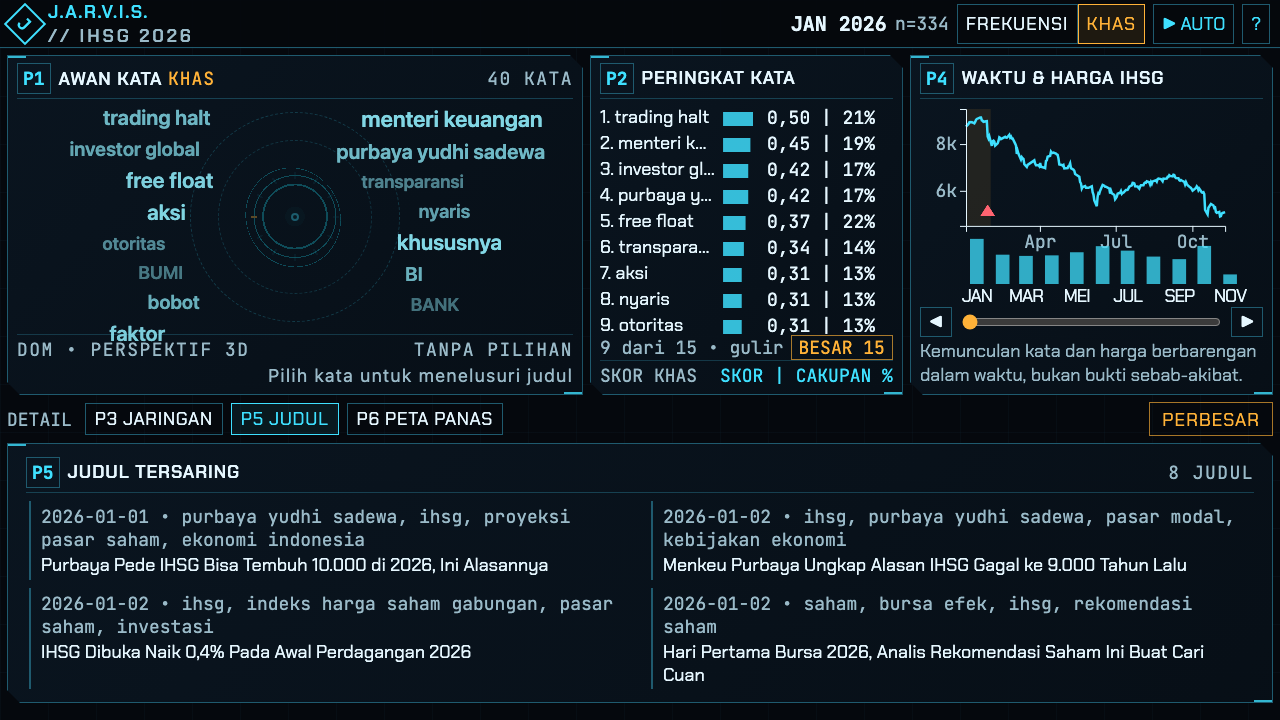 J.A.R.V.I.S.
// IHSG 2026
JAN 2026 n=334 FREKUENSI KHAS ▶ AUTO ?
P1 AWAN KATA KHAS 40 KATA
trading halt
menteri keuangan
investor global
purbaya yudhi sadewa
free float
transparansi
aksi
nyaris
otoritas
khususnya
BUMI
BI
bobot
BANK
faktor
DOM • PERSPEKTIF 3D TANPA PILIHAN
Pilih kata untuk menelusuri judul
P2 PERINGKAT KATA
1. trading halt 0,50 | 21%
2. menteri k... 0,45 | 19%
3. investor gl... 0,42 | 17%
4. purbaya y... 0,42 | 17%
5. free float 0,37 | 22%
6. transpara... 0,34 | 14%
7. aksi 0,31 | 13%
8. nyaris 0,31 | 13%
9. otoritas 0,31 | 13%
9 dari 15 • gulir BESAR 15
SKOR KHAS SKOR | CAKUPAN %
P4 WAKTU & HARGA IHSG
8k
6k
Apr Jul Oct
JAN MAR MEI JUL SEP NOV
◀ ▶
Kemunculan kata dan harga berbarengan
dalam waktu, bukan bukti sebab-akibat.
DETAIL P3 JARINGAN P5 JUDUL P6 PETA PANAS PERBESAR
P5 JUDUL TERSARING 8 JUDUL
2026-01-01 • purbaya yudhi sadewa, ihsg, proyeksi
pasar saham, ekonomi indonesia
Purbaya Pede IHSG Bisa Tembuh 10.000 di 2026, Ini Alasannya
2026-01-02 • ihsg, purbaya yudhi sadewa, pasar modal,
kebijakan ekonomi
Menkeu Purbaya Ungkap Alasan IHSG Gagal ke 9.000 Tahun Lalu
2026-01-02 • ihsg, indeks harga saham gabungan, pasar
saham, investasi
IHSG Dibuka Naik 0,4% Pada Awal Perdagangan 2026
2026-01-02 • saham, bursa efek, ihsg, rekomendasi
saham
Hari Pertama Bursa 2026, Analis Rekomendasi Saham Ini Buat Cari
Cuan